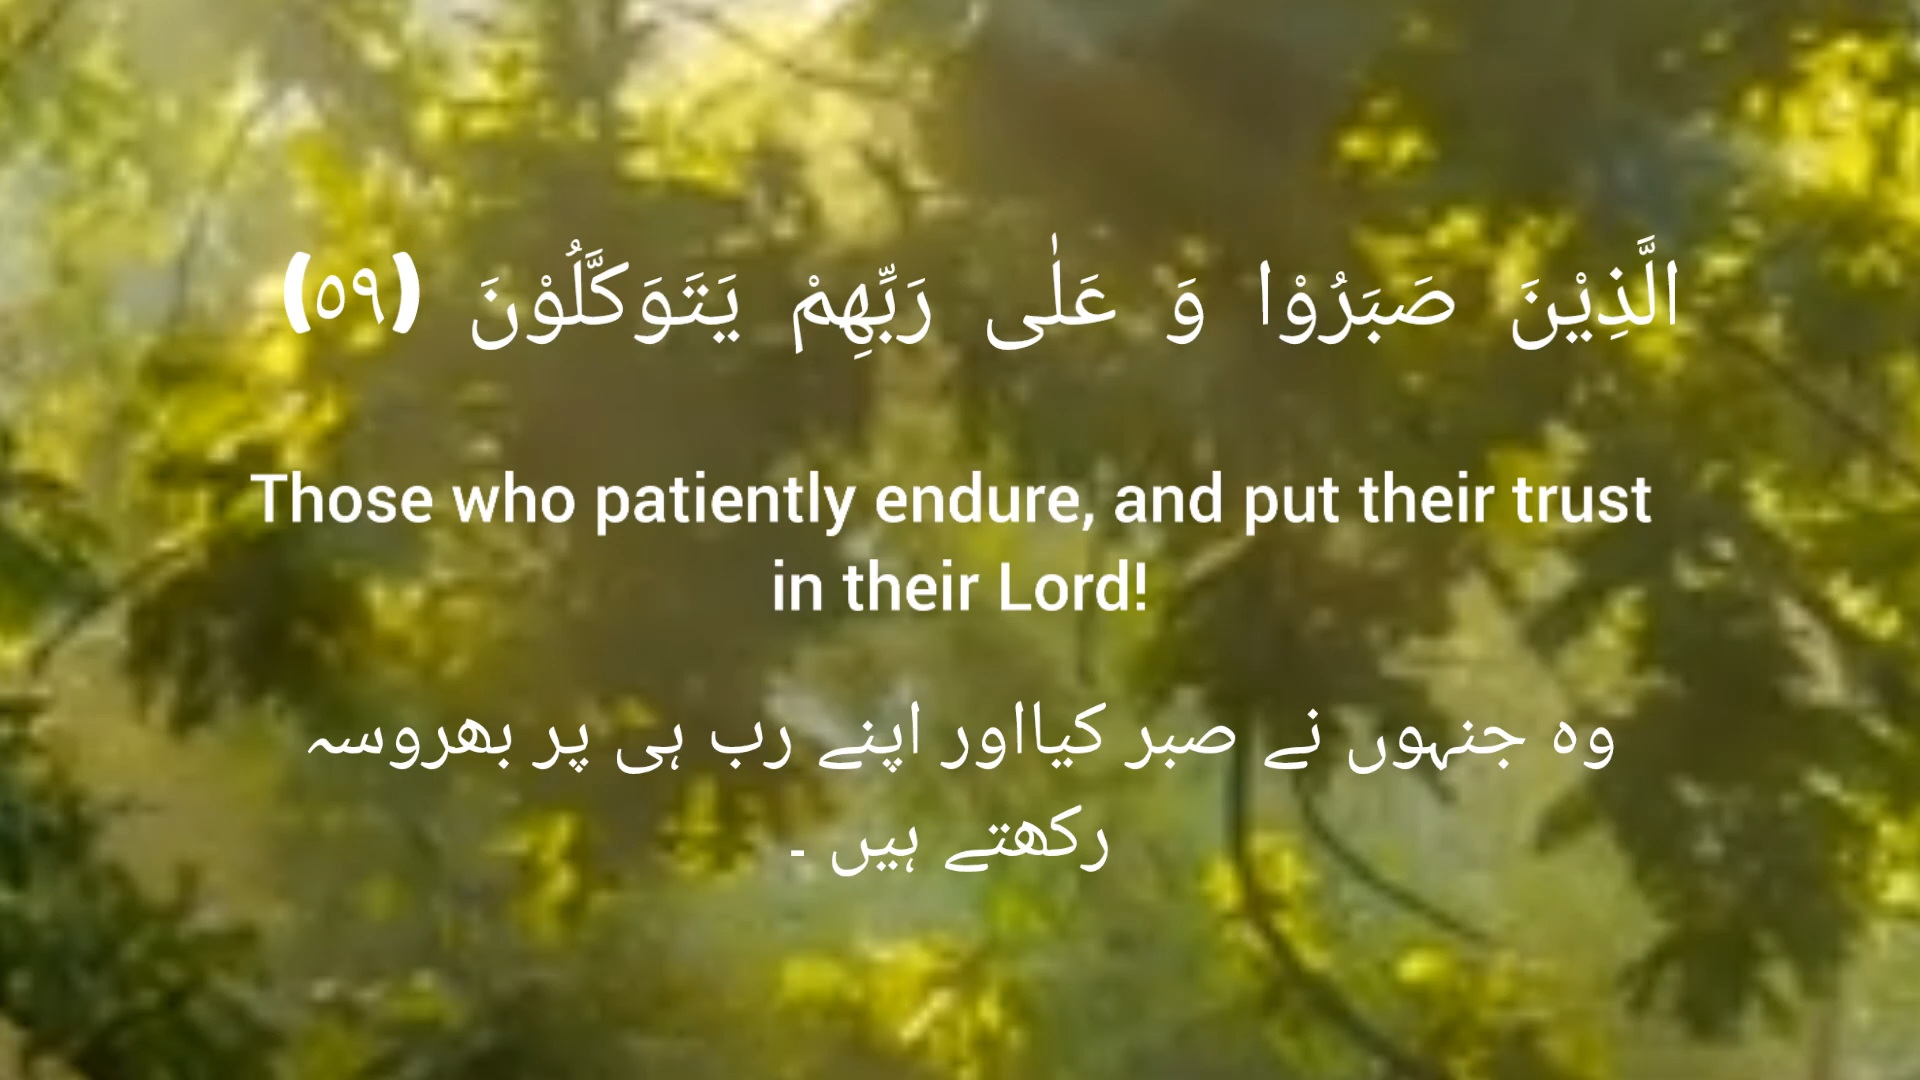 الَّذِيْنَ صَبَرُوْا وَ عَلٰى رَبِّهِمْ يَتَوَكَّلُوْنَ (٥٩)
Those who patiently endure, and put their trust
in their Lord!
وہ جنہوں نے صبر کیااور اپنے رب ہی پر بھروسہ
رکھتے ہیں ۔